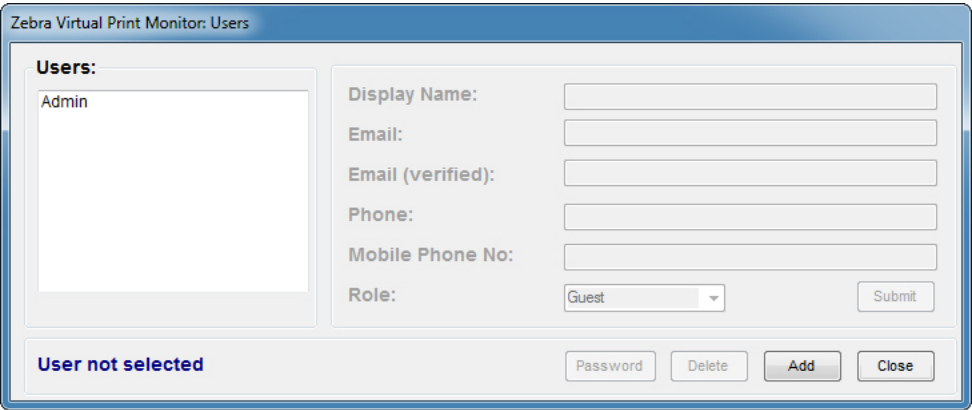 Zebra Virtual Print Monitor: Users
Users:
Admin
Display Name:
Email:
Email (verified):
Phone:
Mobile Phone No:
Role:
Guest
Submit
User not selected
Password
Delete
Add
Close